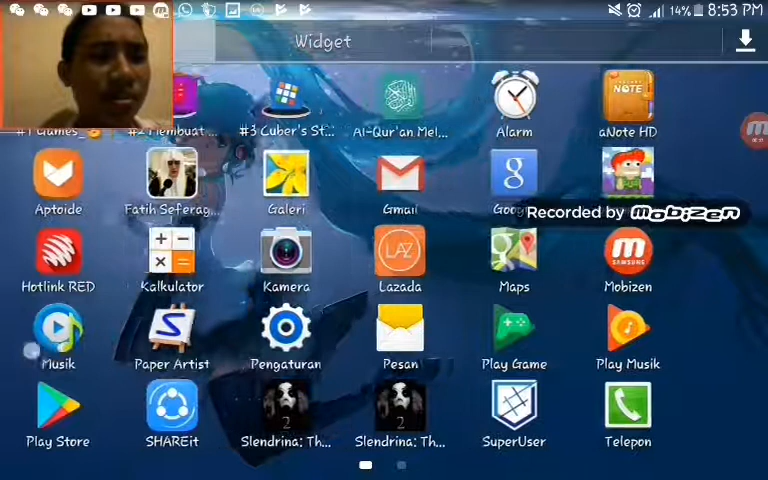 14% 8:53 PM
Widget
#1 Games_
#2 Membuat ...
#3 Cuber's St...
Al-Qur'an Mel...
Alarm
aNote HD
NOTE
Aptoide
Fatih Seferag...
Galeri
Gmail
Recorded by mobizen
Hotlink RED
Kalkulator
Kamera
LAZ
Lazada
Maps
SAMSUNG
Mobizen
Musik
Paper Artist
Pengaturan
Pesan
Play Game
Play Musik
Play Store
SHAREit
2
Slendrina: Th...
2
Slendrina: Th...
SuperUser
Telepon